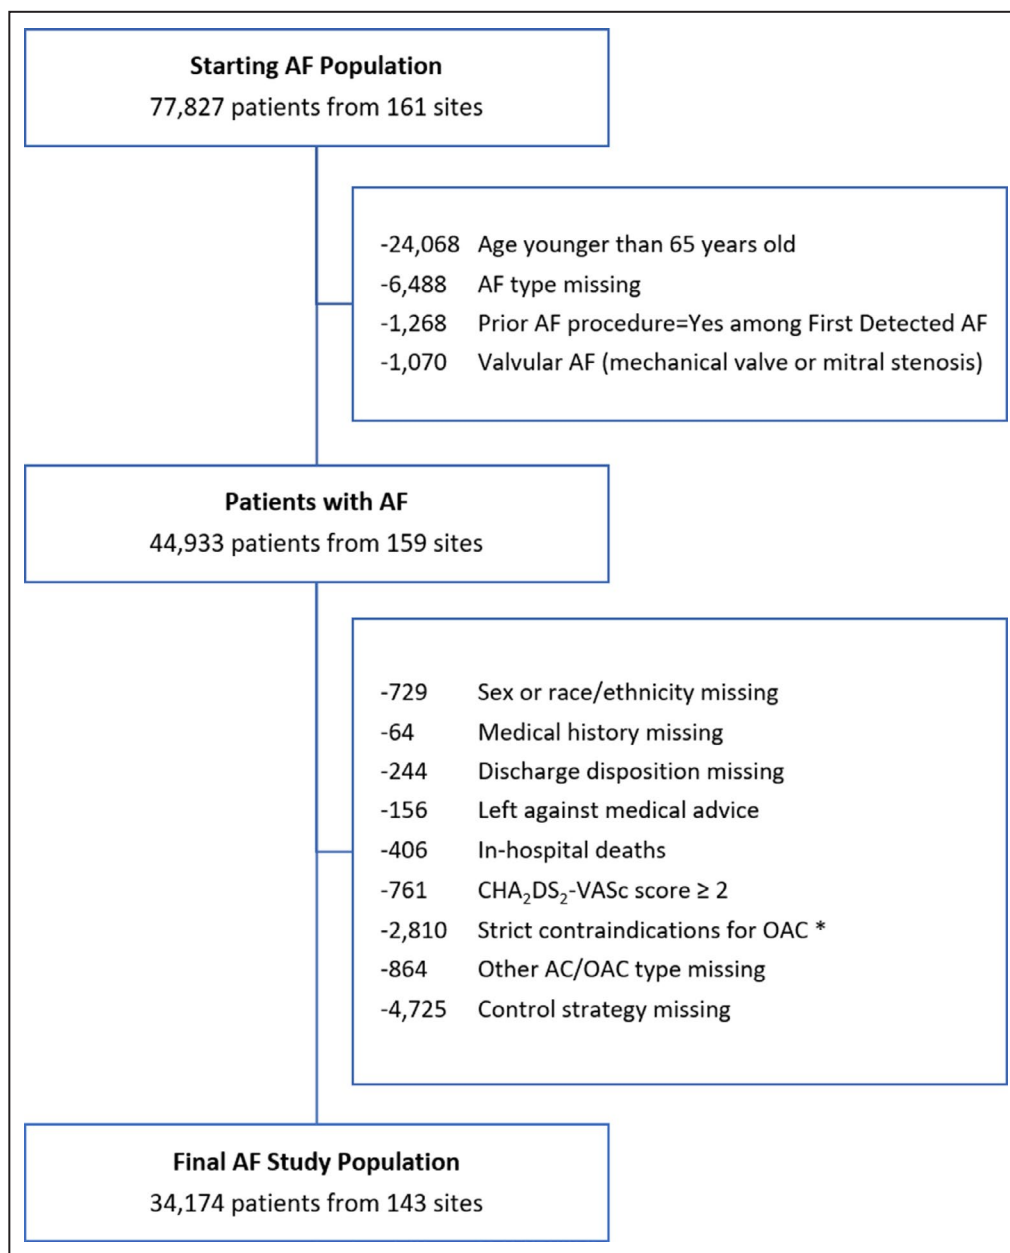 Starting AF Population
77,827 patients from 161 sites
-24,068 Age younger than 65 years old
-6,488 AF type missing
-1,268 Prior AF procedure=Yes among First Detected AF
-1,070 Valvular AF (mechanical valve or mitral stenosis)
Patients with AF
44,933 patients from 159 sites
-729 Sex or race/ethnicity missing
-64 Medical history missing
-244 Discharge disposition missing
-156 Left against medical advice
-406 In-hospital deaths
-761 CHA₂DS₂-VASc score ≥ 2
-2,810 Strict contraindications for OAC *
-864 Other AC/OAC type missing
-4,725 Control strategy missing
Final AF Study Population
34,174 patients from 143 sites